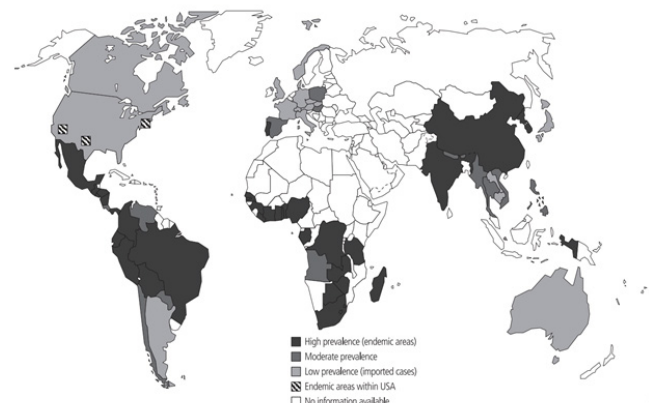 High prevalence (endemic areas)
Moderate prevalence
Low prevalence (imported cases)
Endemic areas within USA
No information available